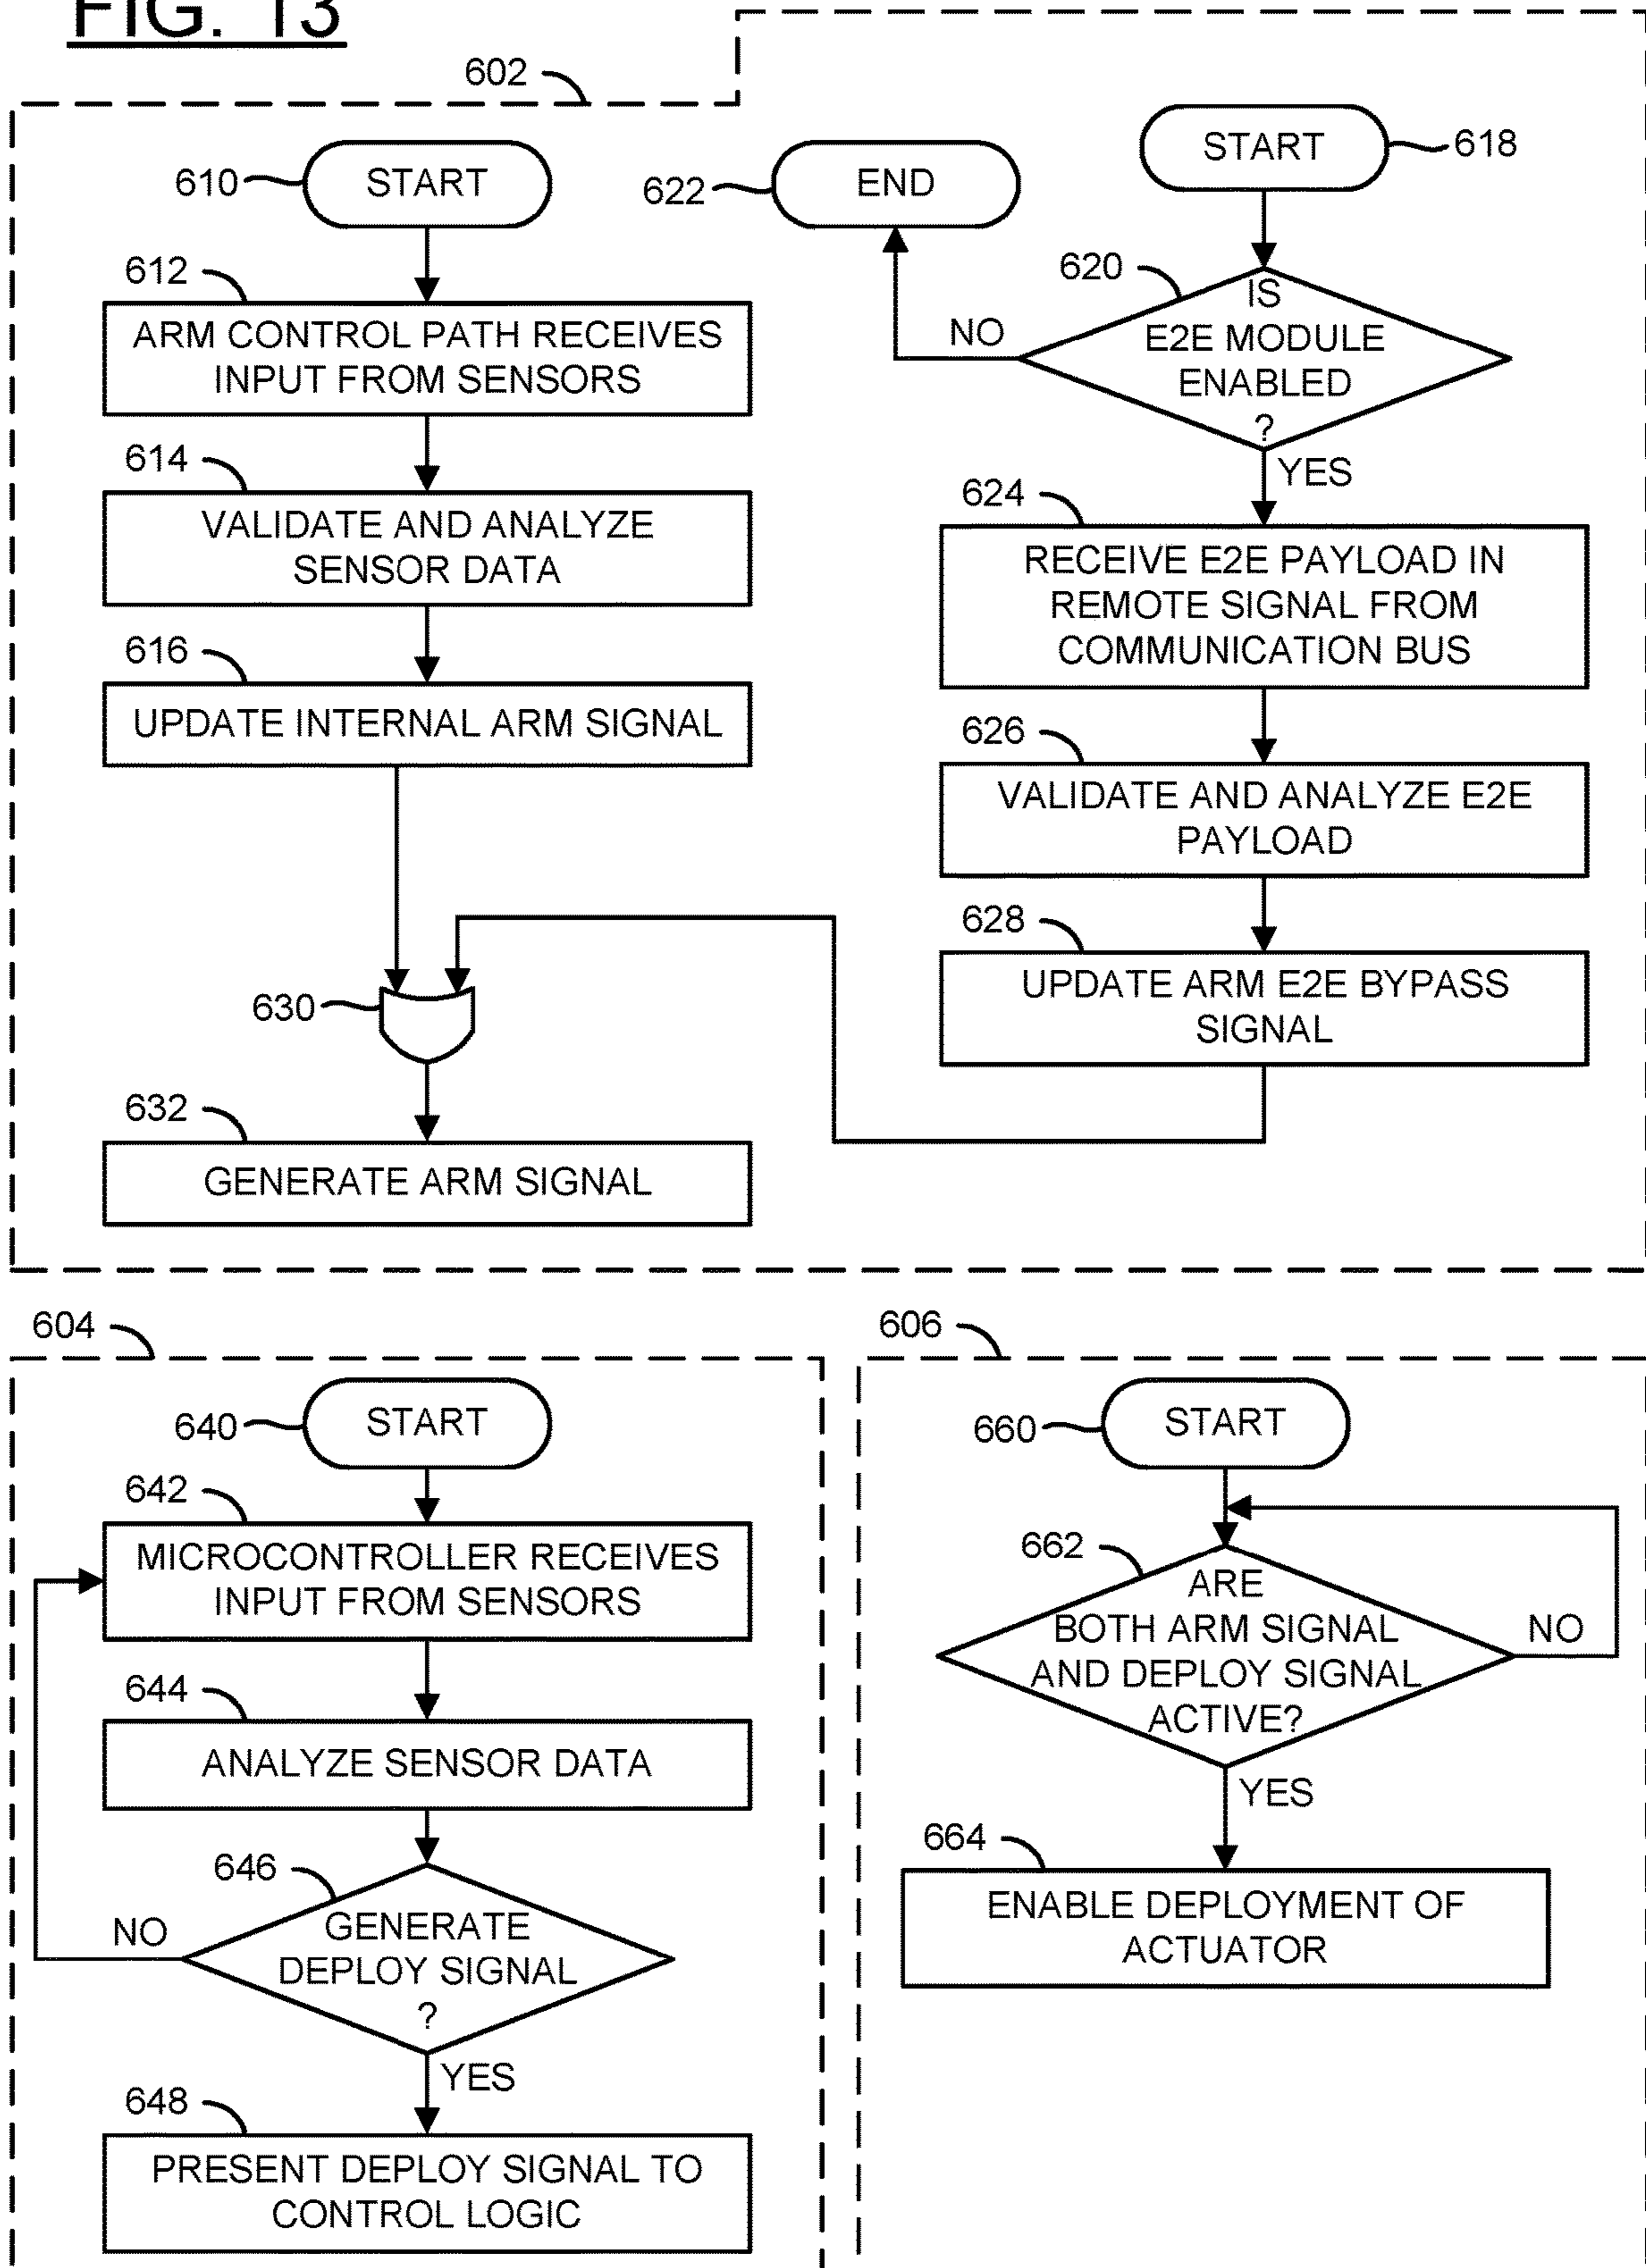 FIG. 13
602
610
START
622
END
START
618
612
ARM CONTROL PATH RECEIVES
INPUT FROM SENSORS
614
VALIDATE AND ANALYZE
SENSOR DATA
616
UPDATE INTERNAL ARM SIGNAL
620
IS
E2E MODULE
ENABLED
?
NO
YES
624
RECEIVE E2E PAYLOAD IN
REMOTE SIGNAL FROM
COMMUNICATION BUS
626
VALIDATE AND ANALYZE E2E
PAYLOAD
628
UPDATE ARM E2E BYPASS
SIGNAL
630
632
GENERATE ARM SIGNAL
604
640
START
642
MICROCONTROLLER RECEIVES
INPUT FROM SENSORS
644
ANALYZE SENSOR DATA
646
GENERATE
DEPLOY SIGNAL
?
NO
YES
648
PRESENT DEPLOY SIGNAL TO
CONTROL LOGIC
606
660
START
662
ARE
BOTH ARM SIGNAL
AND DEPLOY SIGNAL
ACTIVE?
NO
YES
664
ENABLE DEPLOYMENT OF
ACTUATOR